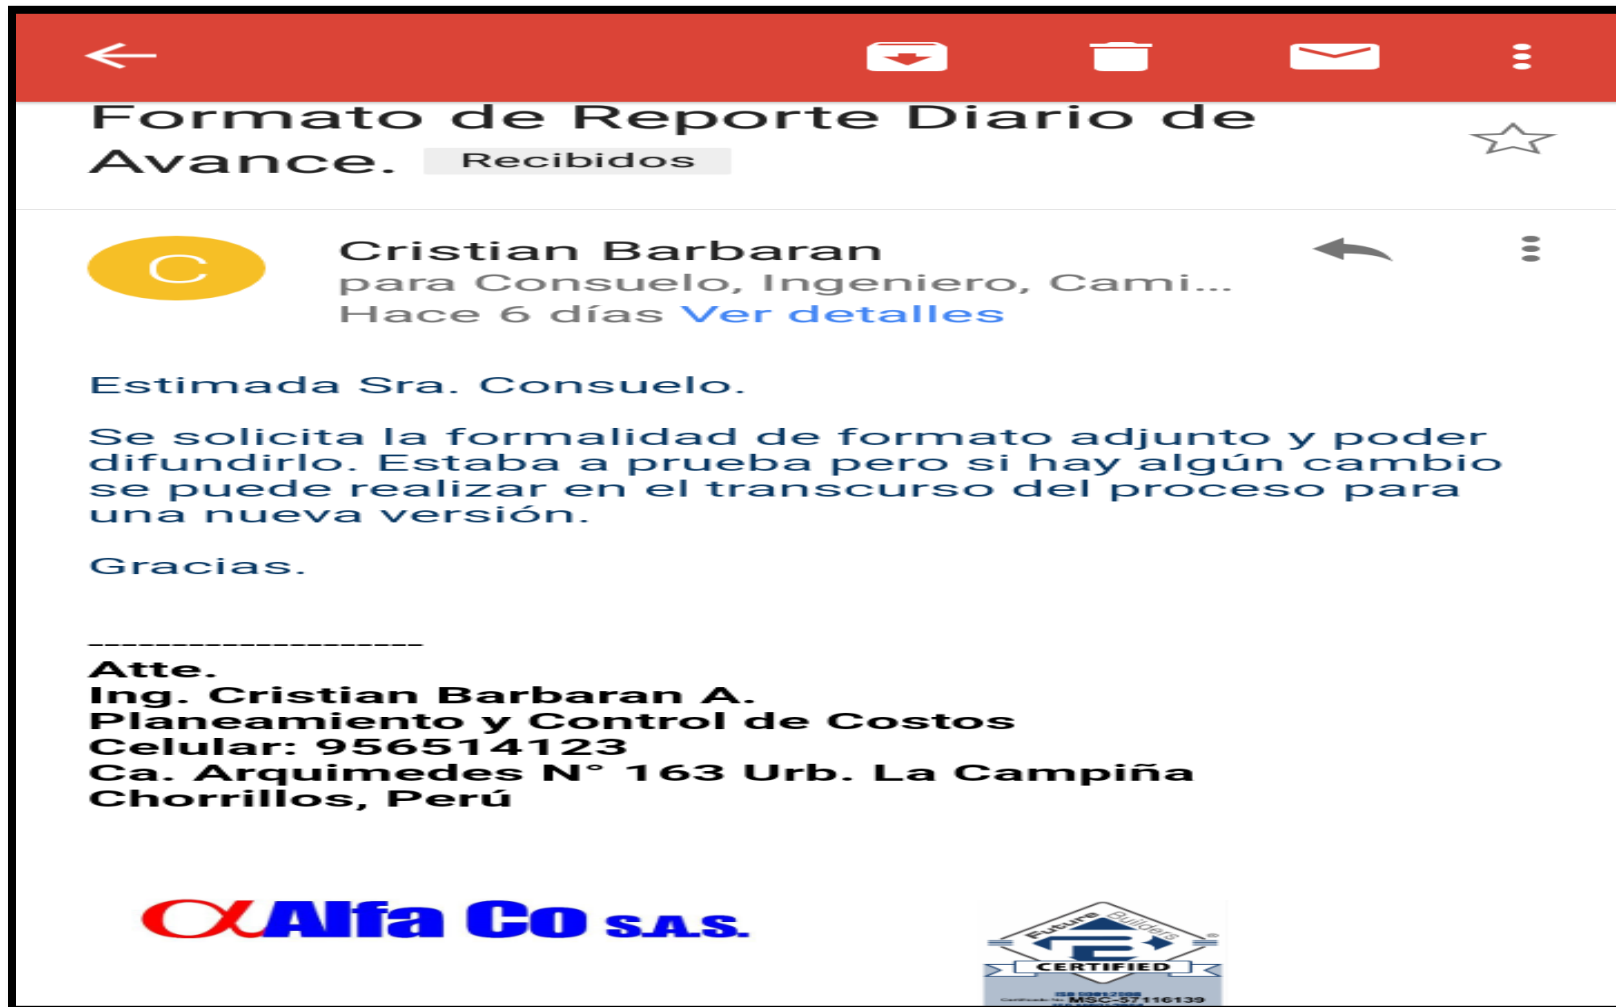 Formato de Reporte Diario de
Avance. Recibidos
C
Cristian Barbaran
para Consuelo, Ingeniero, Cami...
Hace 6 días Ver detalles
Estimada Sra. Consuelo.
Se solicita la formalidad de formato adjunto y poder
difundirlo. Estaba a prueba pero si hay algún cambio
se puede realizar en el transcurso del proceso para
una nueva versión.
Gracias.
--------------------
Atte.
Ing. Cristian Barbaran A.
Planeamiento y Control de Costos
Celular: 956514123
Ca. Arquimedes N° 163 Urb. La Campiña
Chorrillos, Perú
αAlfa Co S.A.S.
Future Builders
CERTIFIED
MSC-57116139